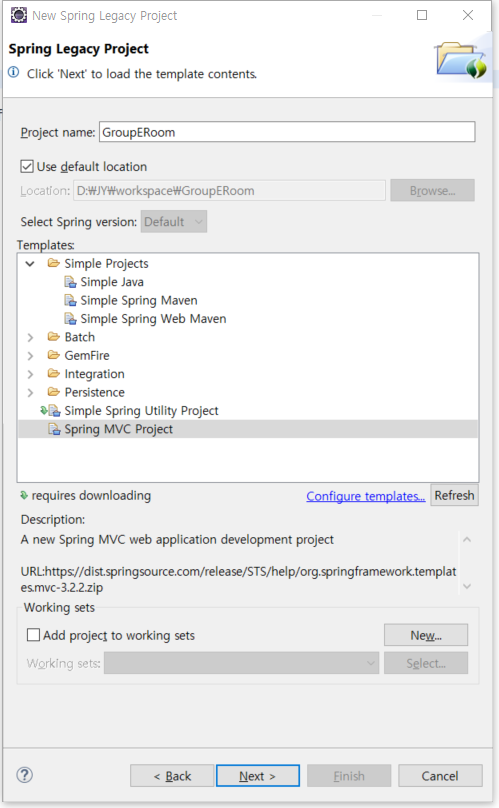 New Spring Legacy Project
Spring Legacy Project
Click 'Next' to load the template contents.
Project name: GroupERoom
Use default location
Location: D:₩JY₩workspace₩GroupERoom Browse...
Select Spring version: Default
Templates:
Simple Projects
Simple Java
Simple Spring Maven
Simple Spring Web Maven
Batch
GemFire
Integration
Persistence
Simple Spring Utility Project
Spring MVC Project
requires downloading Configure templates... Refresh
Description:
A new Spring MVC web application development project
URL:https://dist.springsource.com/release/STS/help/org.springframework.templat
es.mvc-3.2.2.zip
Working sets
Add project to working sets New...
Working sets: Select...
? < Back Next > Finish Cancel